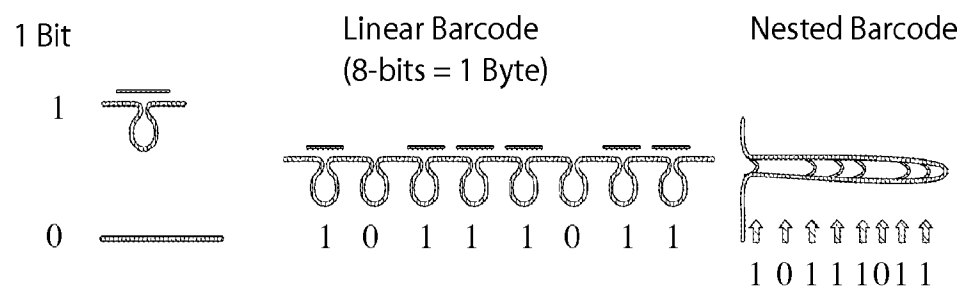 1 Bit
1
0
Linear Barcode
(8-bits = 1 Byte)
1 0 1 1 1 0 1 1
Nested Barcode
1 0 1 1 1 0 1 1